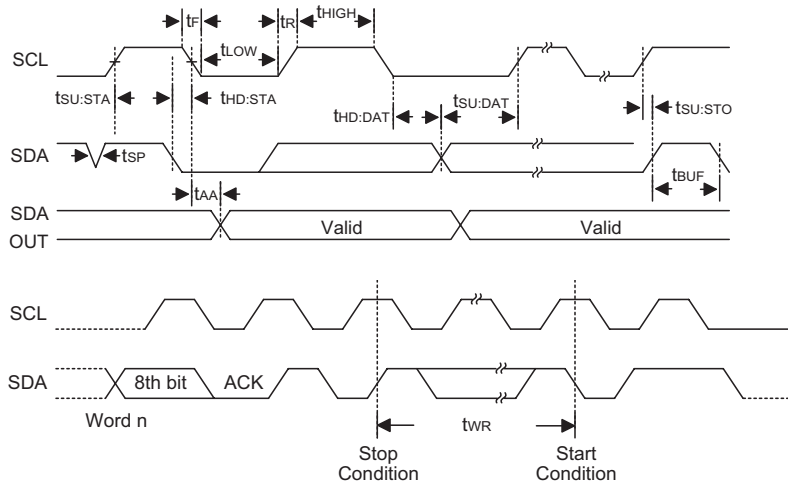 tF
tR
tHIGH
SCL
tLOW
tSU:STA
tHD:STA
tHD:DAT
tSU:DAT
tSU:STO
SDA
tSP
tBUF
tAA
SDA
OUT
Valid
Valid
SCL
SDA
8th bit
ACK
Word n
tWR
Stop
Condition
Start
Condition